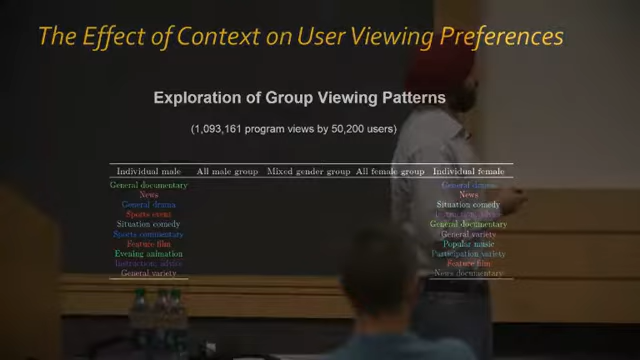 The Effect of Context on User Viewing Preferences
Exploration of Group Viewing Patterns
(1,093,161 program views by 50,200 users)
Individual male All male group Mixed gender group All female group Individual female
General documentary General drama
News News
General drama Situation comedy
Sports event
Situation comedy General documentary
Sports commentary General variety
Feature film Popular music
Evening animation Participation variety
Instruction, advice Feature film
General variety News documentary